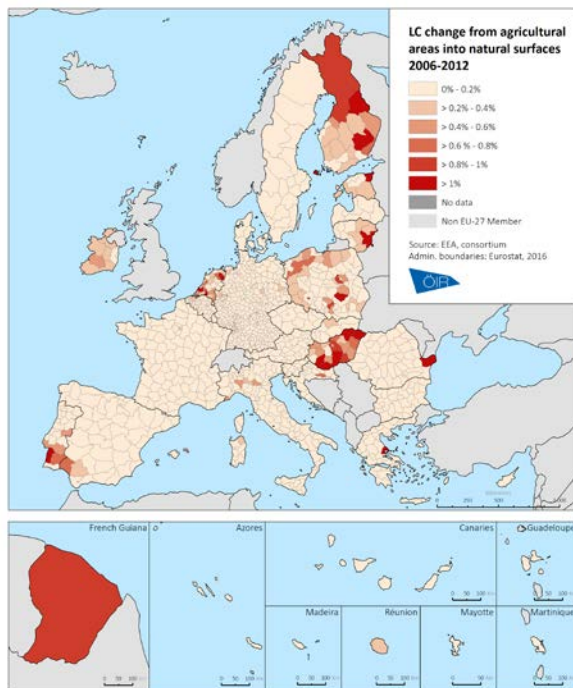 LC change from agricultural
areas into natural surfaces
2006-2012
0% - 0.2%
> 0.2% - 0.4%
> 0.4% - 0.6%
> 0.6 % - 0.8%
> 0.8% - 1%
> 1%
No data
Non EU-27 Member
Source: EEA, consortium
Admin. boundaries: Eurostat, 2016
ÖIR
French Guiana
Azores
Canaries
Guadeloupe
Madeira
Réunion
Mayotte
Martinique